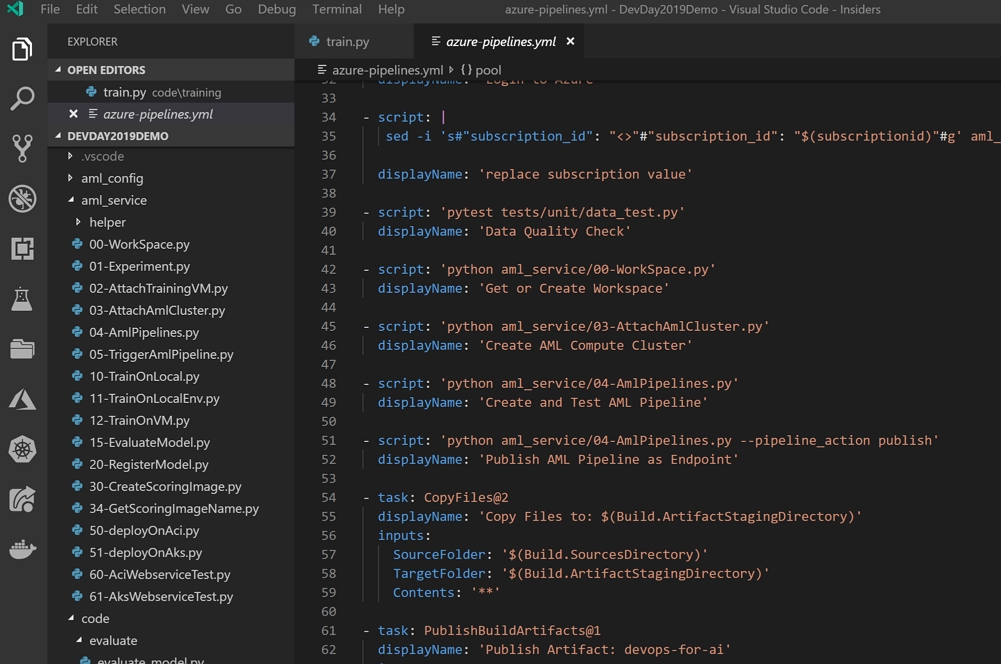 File Edit Selection View Go Debug Terminal Help azure-pipelines.yml - DevDay2019Demo - Visual Studio Code - Insiders
EXPLORER
OPEN EDITORS
train.py code\training
azure-pipelines.yml
DEVDAY2019DEMO
.vscode
aml_config
aml_service
helper
00-WorkSpace.py
01-Experiment.py
02-AttachTrainingVM.py
03-AttachAmlCluster.py
04-AmlPipelines.py
05-TriggerAmlPipeline.py
10-TrainOnLocal.py
11-TrainOnLocalEnv.py
12-TrainOnVM.py
15-EvaluateModel.py
20-RegisterModel.py
30-CreateScoringImage.py
34-GetScoringImageName.py
50-deployOnAci.py
51-deployOnAks.py
60-AciWebserviceTest.py
61-AksWebserviceTest.py
code
evaluate
evaluate_model.py
train.py azure-pipelines.yml
azure-pipelines.yml {} pool
32 displayName: 'Login to Azure'
33
34 - script: |
35 sed -i 's#"subscription_id": "<>"#"subscription_id": "$(subscriptionid)"#g' aml_
36
37 displayName: 'replace subscription value'
38
39 - script: 'pytest tests/unit/data_test.py'
40 displayName: 'Data Quality Check'
41
42 - script: 'python aml_service/00-WorkSpace.py'
43 displayName: 'Get or Create Workspace'
44
45 - script: 'python aml_service/03-AttachAmlCluster.py'
46 displayName: 'Create AML Compute Cluster'
47
48 - script: 'python aml_service/04-AmlPipelines.py'
49 displayName: 'Create and Test AML Pipeline'
50
51 - script: 'python aml_service/04-AmlPipelines.py --pipeline_action publish'
52 displayName: 'Publish AML Pipeline as Endpoint'
53
54 - task: CopyFiles@2
55 displayName: 'Copy Files to: $(Build.ArtifactStagingDirectory)'
56 inputs:
57 SourceFolder: '$(Build.SourcesDirectory)'
58 TargetFolder: '$(Build.ArtifactStagingDirectory)'
59 Contents: '**'
60
61 - task: PublishBuildArtifacts@1
62 displayName: 'Publish Artifact: devops-for-ai'